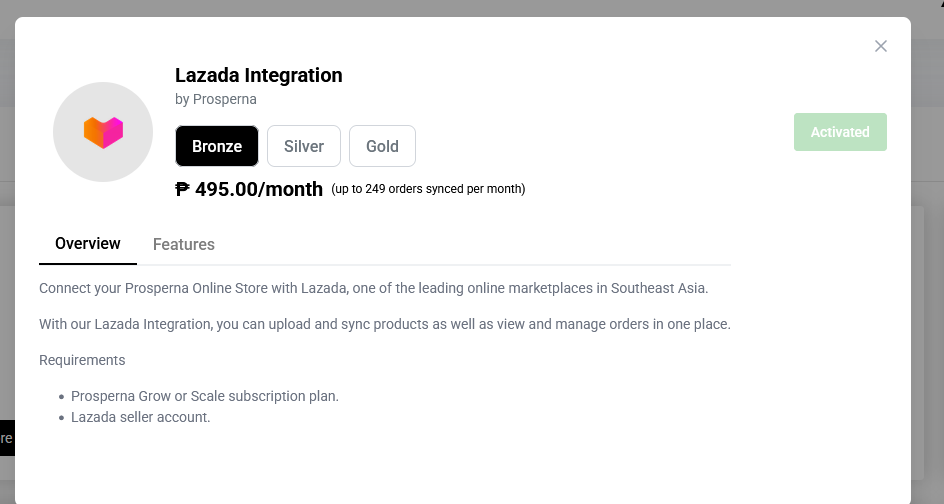 Lazada Integration
by Prosperna
Bronze Silver Gold
Activated
₱ 495.00/month (up to 249 orders synced per month)
Overview Features
Connect your Prosperna Online Store with Lazada, one of the leading online marketplaces in Southeast Asia.
With our Lazada Integration, you can upload and sync products as well as view and manage orders in one place.
Requirements
• Prosperna Grow or Scale subscription plan.
• Lazada seller account.
re